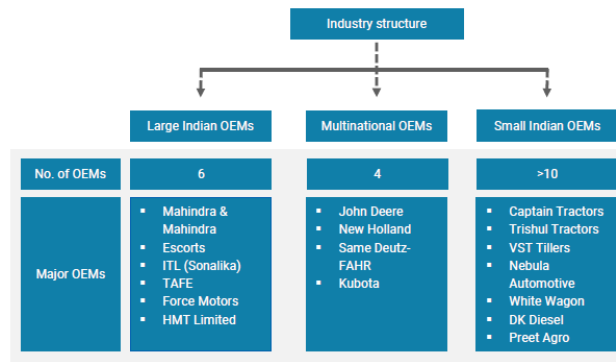 Industry structure
Large Indian OEMs
Multinational OEMs
Small Indian OEMs
No. of OEMs
6
4
>10
Major OEMs
▪ Mahindra &
Mahindra
▪ Escorts
▪ ITL (Sonalika)
▪ TAFE
▪ Force Motors
▪ HMT Limited
▪ John Deere
▪ New Holland
▪ Same Deutz-
FAHR
▪ Kubota
▪ Captain Tractors
▪ Trishul Tractors
▪ VST Tillers
▪ Nebula
Automotive
▪ White Wagon
▪ DK Diesel
▪ Preet Agro